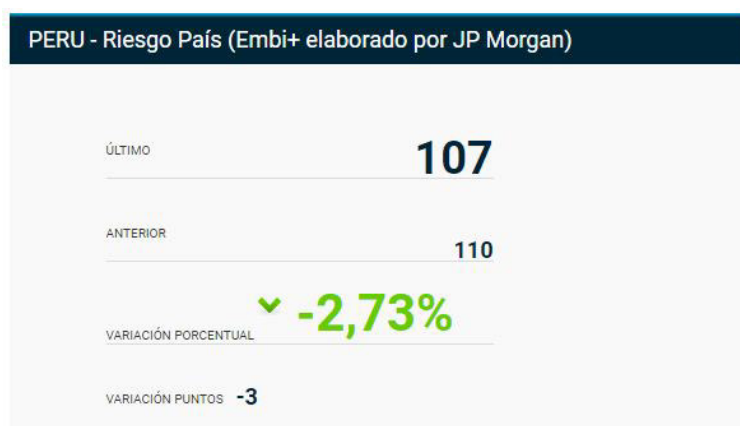 PERU - Riesgo País (Embi+ elaborado por JP Morgan)
ÚLTIMO 107
ANTERIOR 110
VARIACIÓN PORCENTUAL -2,73%
VARIACIÓN PUNTOS -3